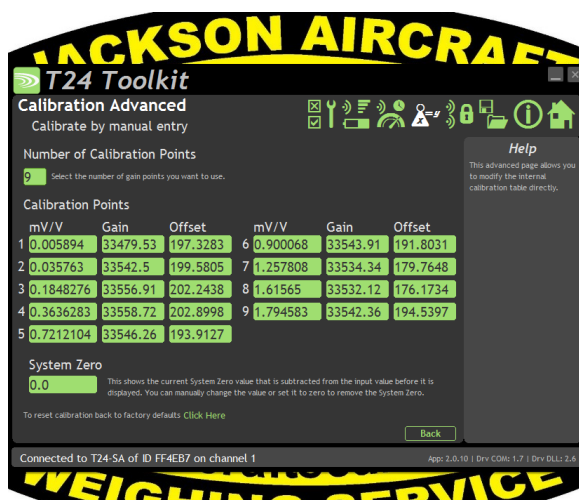 JACKSON AIRCRAFT
T24 Toolkit
Calibration Advanced
Calibrate by manual entry
Number of Calibration Points
9 Select the number of gain points you want to use.
Calibration Points
mV/V Gain Offset mV/V Gain Offset
1 0.005894 33479.53 197.3283 6 0.900068 33543.91 191.8031
2 0.035763 33542.5 199.5805 7 1.257808 33534.34 179.7648
3 0.1848276 33556.91 202.2438 8 1.61565 33532.12 176.1734
4 0.3636283 33558.72 202.8998 9 1.794583 33542.36 194.5397
5 0.7212104 33546.26 193.9127
System Zero
0.0 This shows the current System Zero value that is subtracted from the input value before it is
displayed. You can manually change the value or set it to zero to remove the System Zero.
To reset calibration back to factory defaults Click Here
Back
Help
This advanced page allows you
to modify the internal
calibration table directly.
Connected to T24-SA of ID FF4EB7 on channel 1 App: 2.0.10 | Drv COM: 1.7 | Drv DLL: 2.6
WEIGHING SERVICE